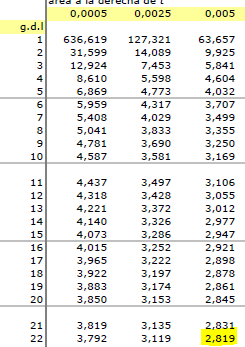 área a la derecha de t
0,0005 0,0025 0,005
g.d.l
1 636,619 127,321 63,657
2 31,599 14,089 9,925
3 12,924 7,453 5,841
4 8,610 5,598 4,604
5 6,869 4,773 4,032
6 5,959 4,317 3,707
7 5,408 4,029 3,499
8 5,041 3,833 3,355
9 4,781 3,690 3,250
10 4,587 3,581 3,169
11 4,437 3,497 3,106
12 4,318 3,428 3,055
13 4,221 3,372 3,012
14 4,140 3,326 2,977
15 4,073 3,286 2,947
16 4,015 3,252 2,921
17 3,965 3,222 2,898
18 3,922 3,197 2,878
19 3,883 3,174 2,861
20 3,850 3,153 2,845
21 3,819 3,135 2,831
22 3,792 3,119 2,819